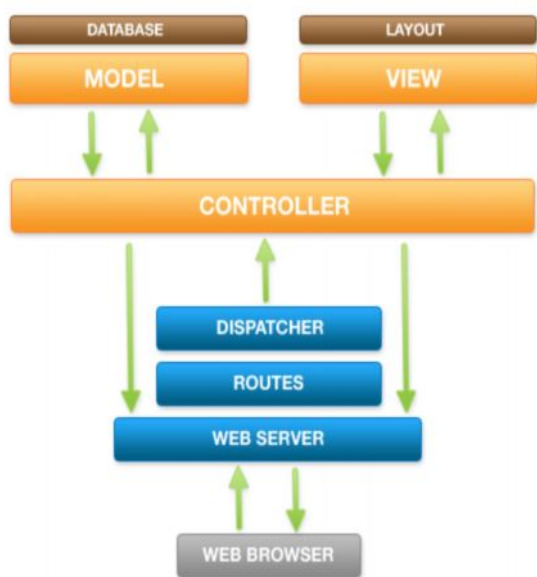 DATABASE
MODEL
LAYOUT
VIEW
CONTROLLER
DISPATCHER
ROUTES
WEB SERVER
WEB BROWSER